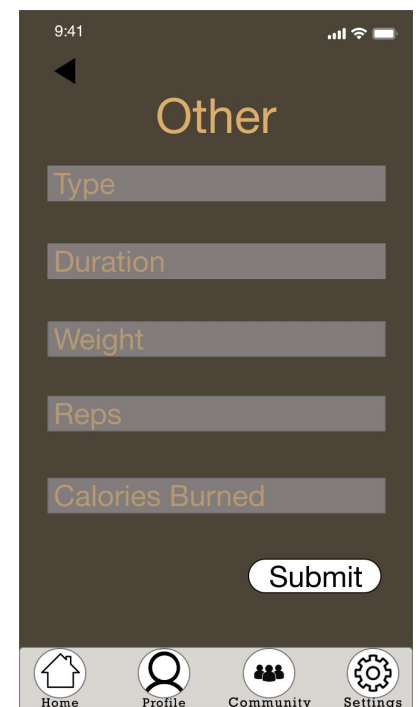 9:41
Other
Type
Duration
Weight
Reps
Calories Burned
Submit
Home Profile Community Settings